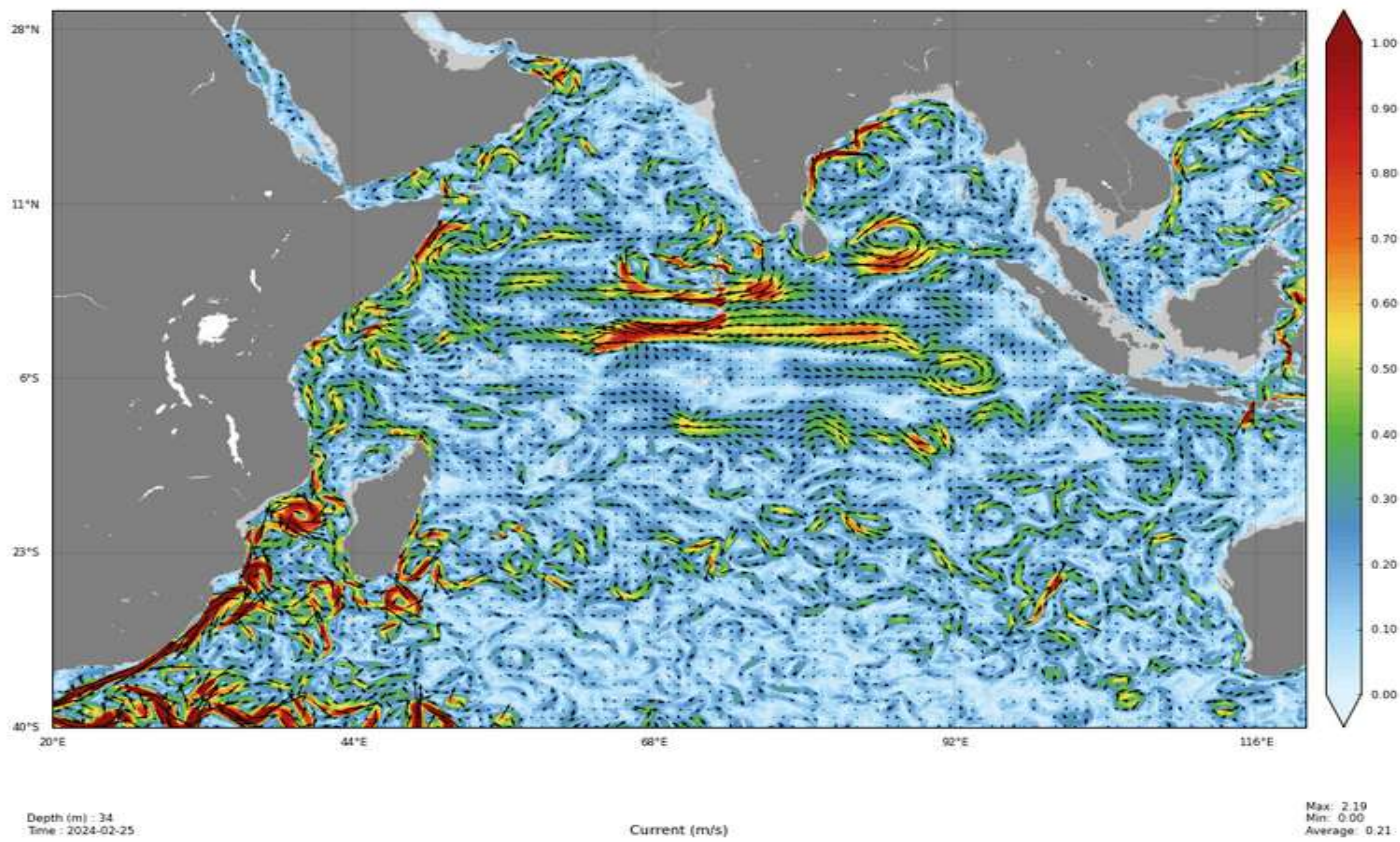 28°N
11°N
6°S
23°S
40°S
20°E
44°E
68°E
92°E
116°E
1.00
0.90
0.80
0.70
0.60
0.50
0.40
0.30
0.20
0.10
0.00
Depth (m) : 34
Time : 2024-02-25
Current (m/s)
Max: 2.19
Min: 0.00
Average: 0.21